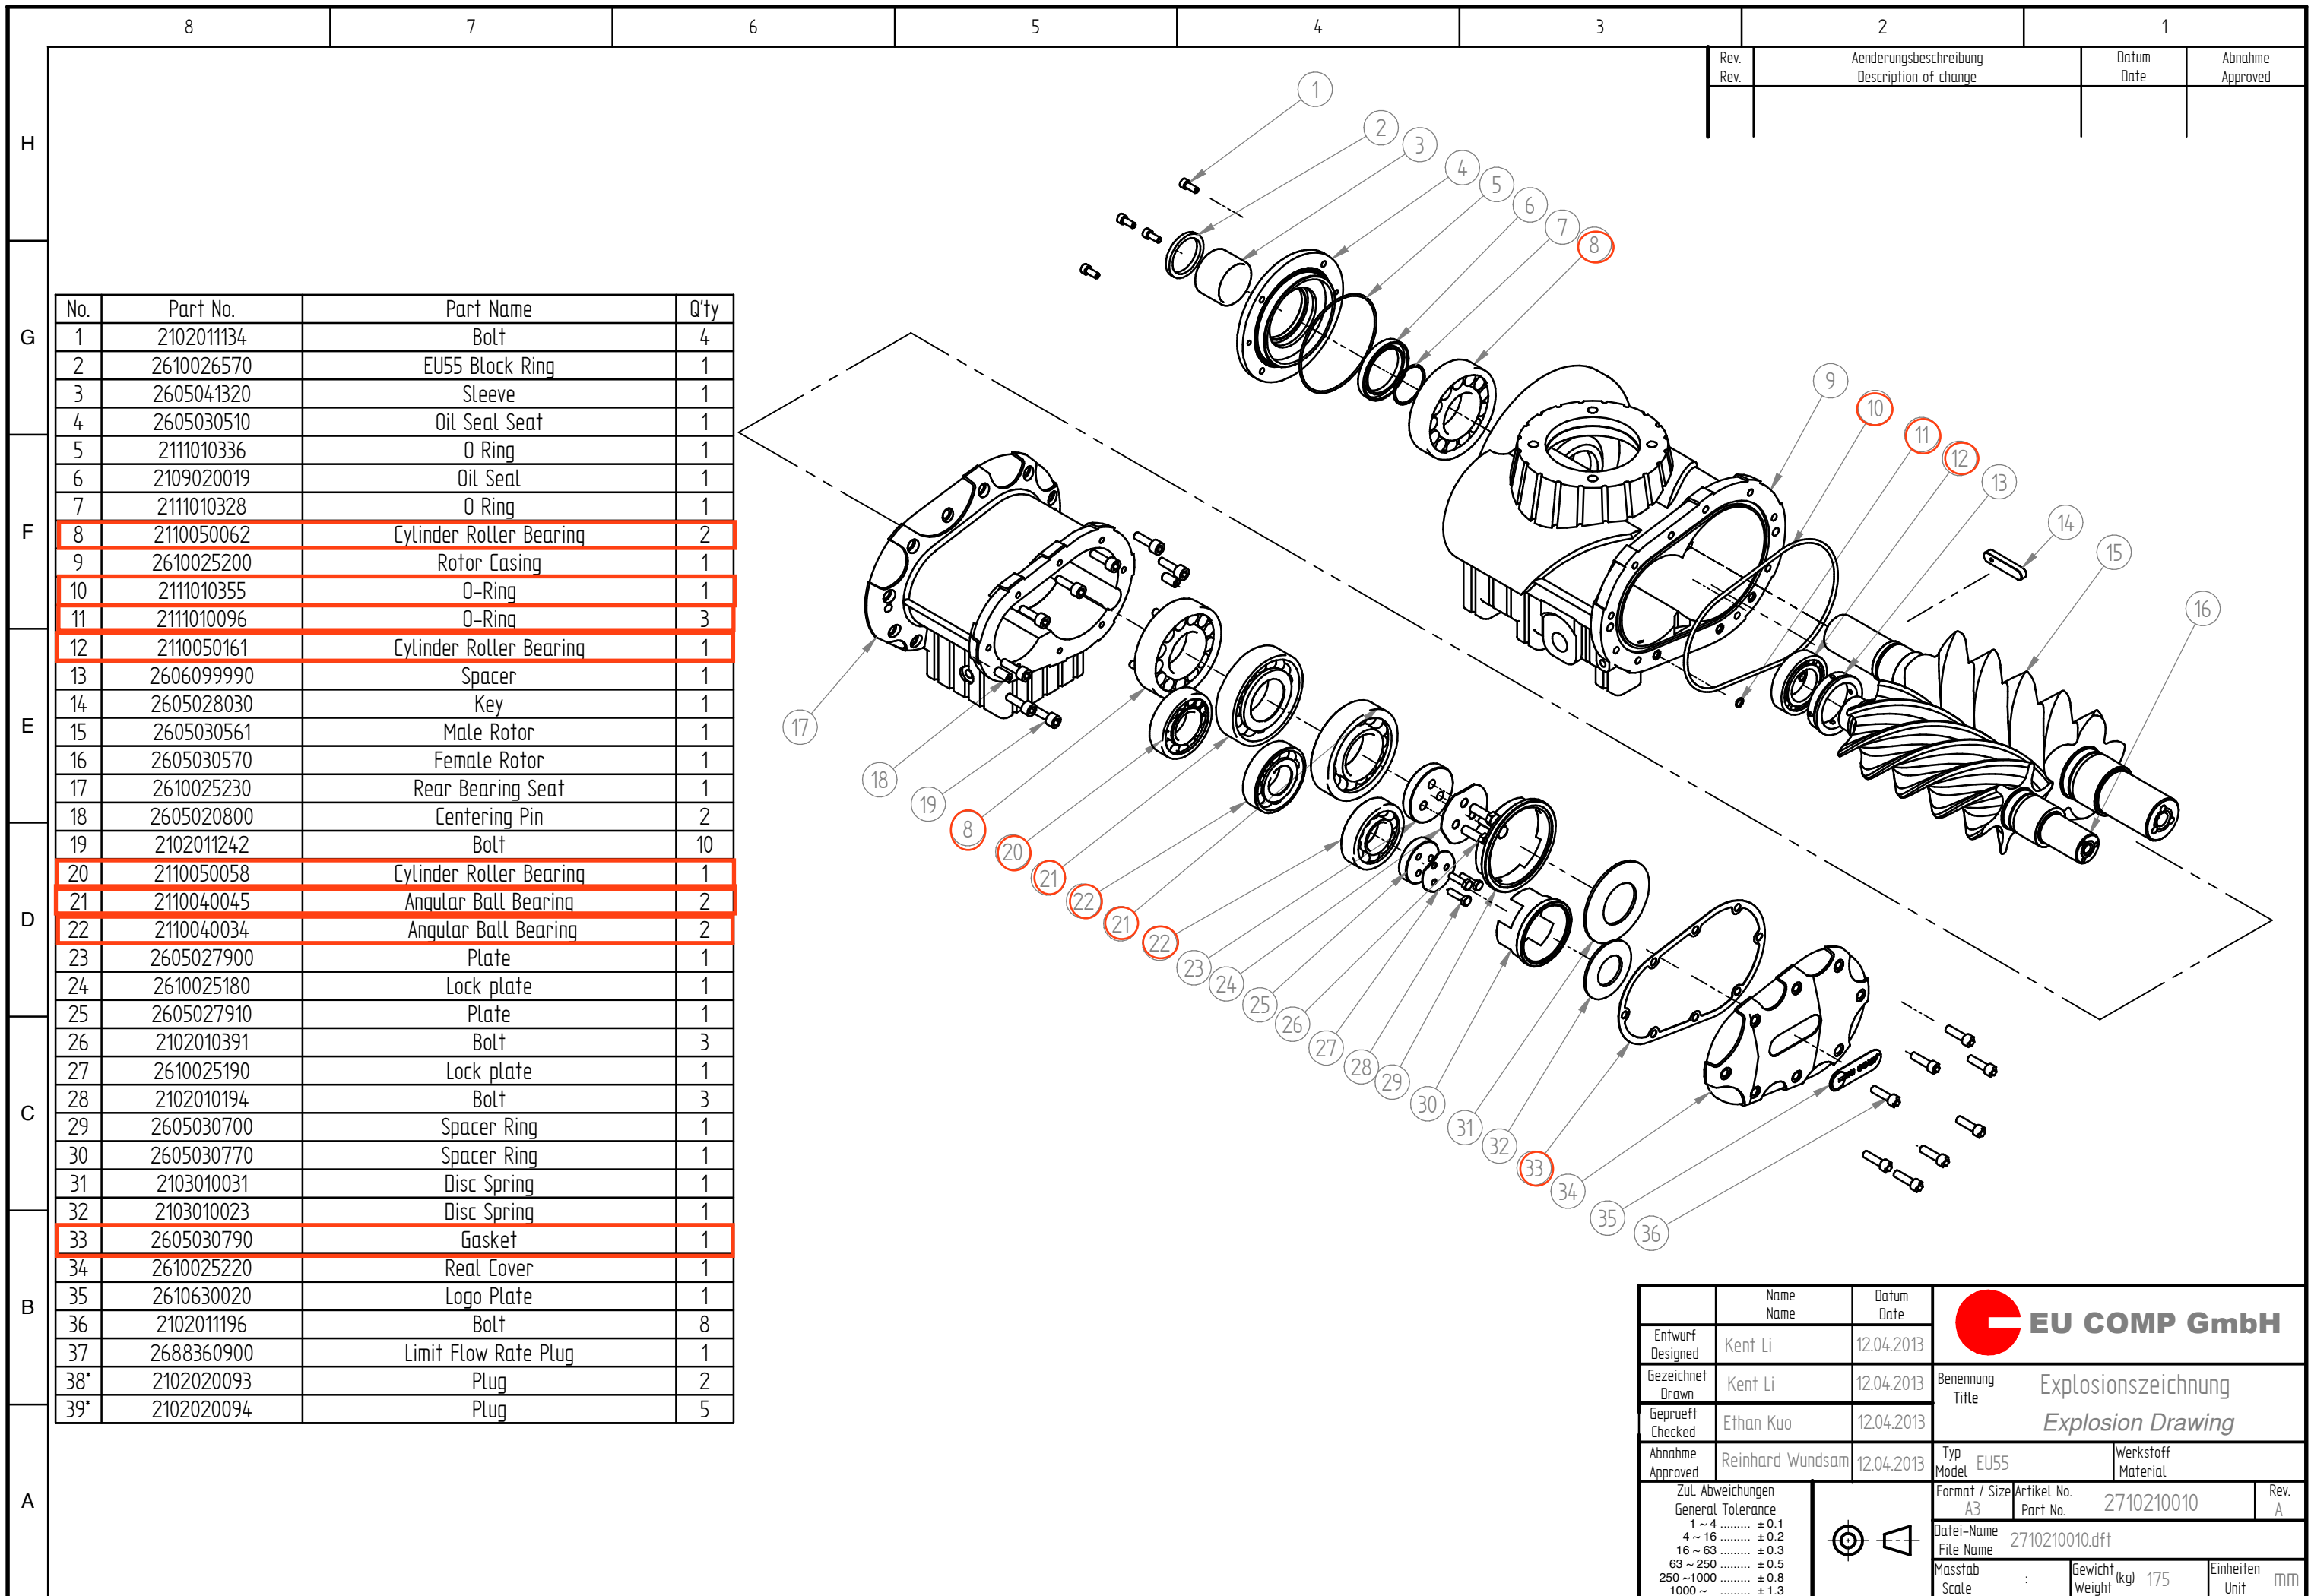 8 7 6 5 4 3 2 1
H
G
F
E
D
C
B
A
Rev. Aenderungsbeschreibung Datum Abnahme
Rev. Description of change Date Approved
No. Part No. Part Name Q'ty
1 2102011134 Bolt 4
2 2610026570 EU55 Block Ring 1
3 2605041320 Sleeve 1
4 2605030510 Oil Seal Seat 1
5 2111010336 O Ring 1
6 2109020019 Oil Seal 1
7 2111010328 O Ring 1
8 2110050062 Cylinder Roller Bearing 2
9 2610025200 Rotor Casing 1
10 2111010355 O-Ring 1
11 2111010096 O-Ring 3
12 2110050161 Cylinder Roller Bearing 1
13 2606099990 Spacer 1
14 2605028030 Key 1
15 2605030561 Male Rotor 1
16 2605030570 Female Rotor 1
17 2610025230 Rear Bearing Seat 1
18 2605020800 Centering Pin 2
19 2102011242 Bolt 10
20 2110050058 Cylinder Roller Bearing 1
21 2110040045 Angular Ball Bearing 2
22 2110040034 Angular Ball Bearing 2
23 2605027900 Plate 1
24 2610025180 Lock plate 1
25 2605027910 Plate 1
26 2102010391 Bolt 3
27 2610025190 Lock plate 1
28 2102010194 Bolt 3
29 2605030700 Spacer Ring 1
30 2605030770 Spacer Ring 1
31 2103010031 Disc Spring 1
32 2103010023 Disc Spring 1
33 2605030790 Gasket 1
34 2610025220 Real Cover 1
35 2610630020 Logo Plate 1
36 2102011196 Bolt 8
37 2688360900 Limit Flow Rate Plug 1
38* 2102020093 Plug 2
39* 2102020094 Plug 5
1
2
3
4
5
6
7
8
9
10
11
12
13
14
15
16
17
18
19
8
20
21
22
21
22
23
24
25
26
27
28
29
30
31
32
33
34
35
36
Name Datum
Name Date
Entwurf
Designed Kent Li 12.04.2013
Gezeichnet
Drawn Kent Li 12.04.2013
Geprueft
Checked Ethan Kuo 12.04.2013
Abnahme
Approved Reinhard Wundsam 12.04.2013
EU COMP GmbH
Benennung
Title
Explosionszeichnung
Explosion Drawing
Typ
Model EU55
Werkstoff
Material
Format / Size
A3
Artikel No.
Part No. 2710210010
Rev.
A
Datei-Name
File Name 2710210010.dft
Masstab
Scale :
Gewicht
Weight (kg) 175
Einheiten
Unit mm
Zul. Abweichungen
General Tolerance
1 ~ 4 ......... ± 0.1
4 ~ 16 ......... ± 0.2
16 ~ 63 ......... ± 0.3
63 ~ 250 ......... ± 0.5
250 ~1000 ......... ± 0.8
1000 ~ ......... ± 1.3